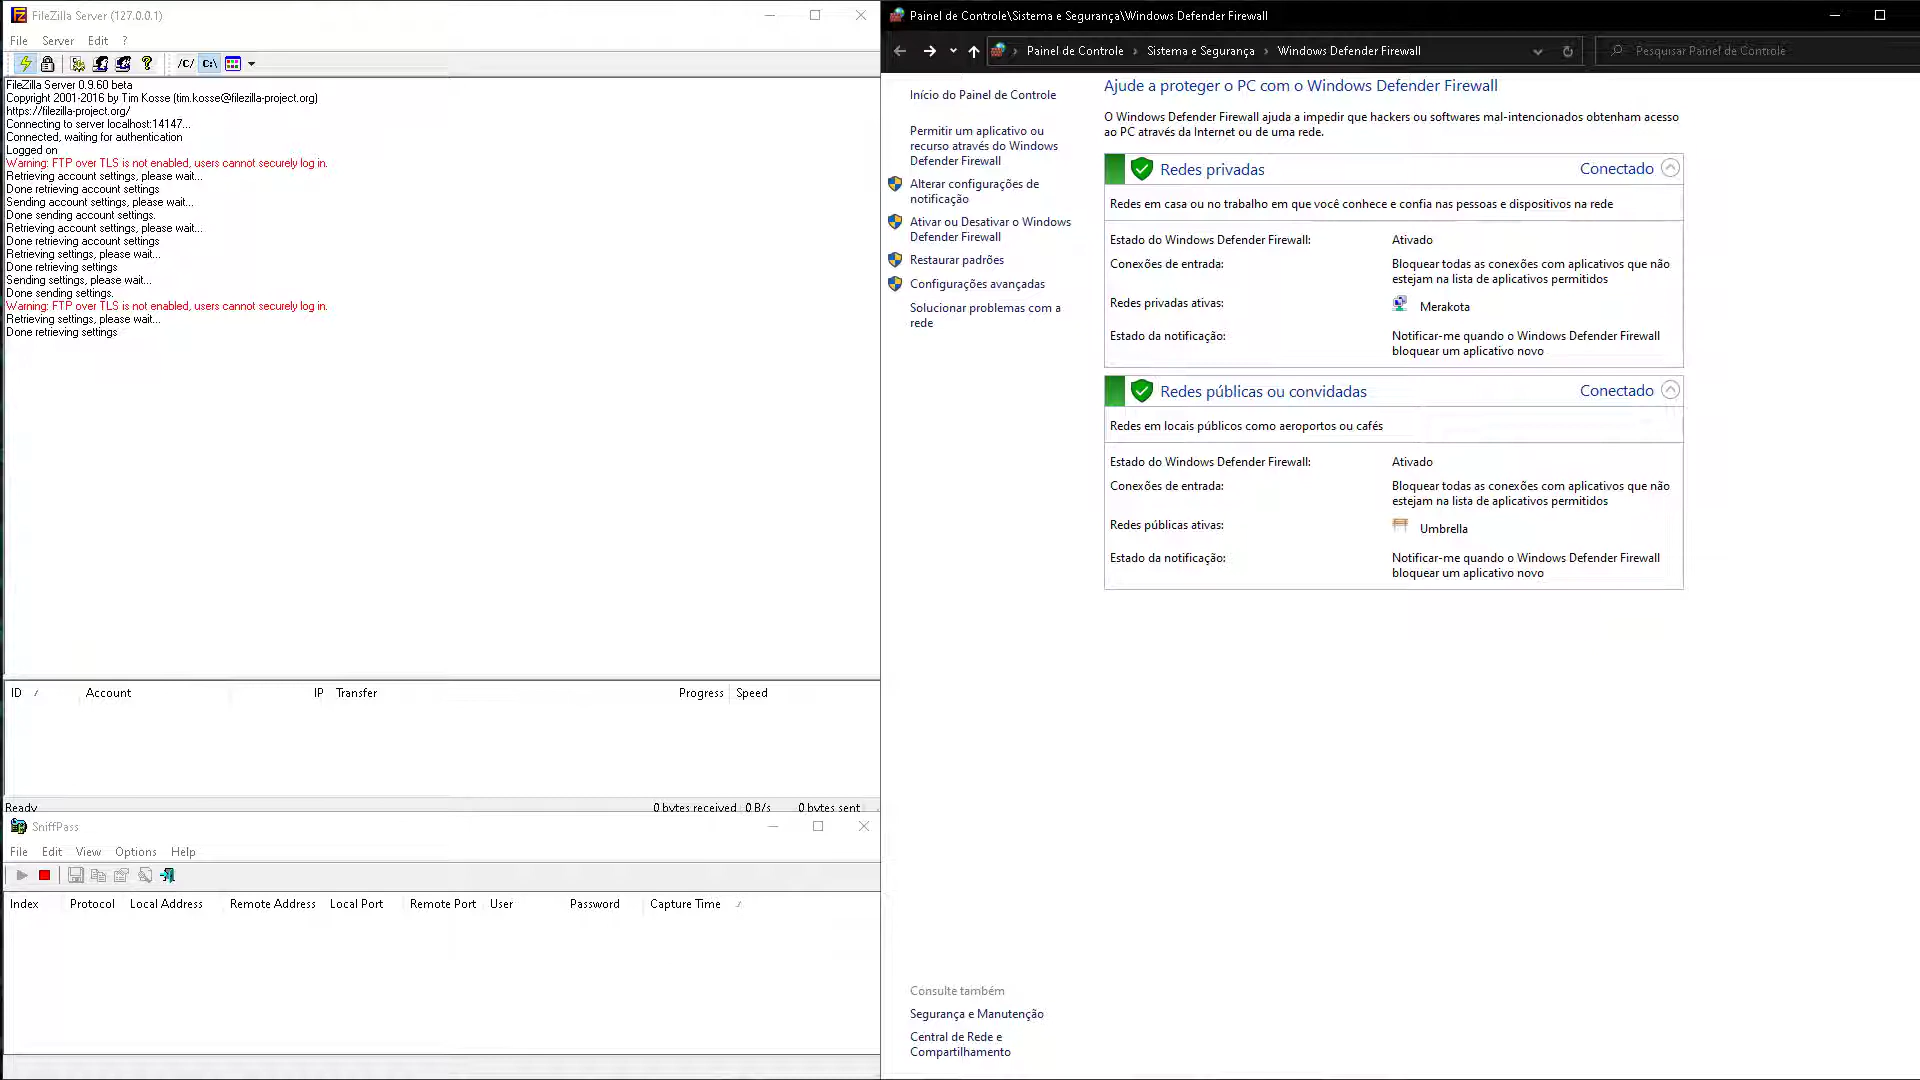 FileZilla Server (127.0.0.1)
File Server Edit ?
/C/ C:\
FileZilla Server 0.9.60 beta
Copyright 2001-2016 by Tim Kosse (tim.kosse@filezilla-project.org)
https://filezilla-project.org/
Connecting to server localhost:14147...
Connected, waiting for authentication
Logged on
Warning: FTP over TLS is not enabled, users cannot securely log in.
Retrieving account settings, please wait...
Done retrieving account settings
Sending account settings, please wait...
Done sending account settings.
Retrieving account settings, please wait...
Done retrieving account settings
Retrieving settings, please wait...
Done retrieving settings
Sending settings, please wait...
Done sending settings.
Warning: FTP over TLS is not enabled, users cannot securely log in.
Retrieving settings, please wait...
Done retrieving settings
ID / Account IP Transfer Progress Speed
Ready 0 bytes received 0 B/s 0 bytes sent
SniffPass
File Edit View Options Help
Index Protocol Local Address Remote Address Local Port Remote Port User Password Capture Time /
Painel de Controle\Sistema e Segurança\Windows Defender Firewall
Painel de Controle › Sistema e Segurança › Windows Defender Firewall
Pesquisar Painel de Controle
Início do Painel de Controle
Permitir um aplicativo ou
recurso através do Windows
Defender Firewall
Alterar configurações de
notificação
Ativar ou Desativar o Windows
Defender Firewall
Restaurar padrões
Configurações avançadas
Solucionar problemas com a
rede
Ajude a proteger o PC com o Windows Defender Firewall
O Windows Defender Firewall ajuda a impedir que hackers ou softwares mal-intencionados obtenham acesso
ao PC através da Internet ou de uma rede.
Redes privadas Conectado
Redes em casa ou no trabalho em que você conhece e confia nas pessoas e dispositivos na rede
Estado do Windows Defender Firewall: Ativado
Conexões de entrada: Bloquear todas as conexões com aplicativos que não
estejam na lista de aplicativos permitidos
Redes privadas ativas: Merakota
Estado da notificação: Notificar-me quando o Windows Defender Firewall
bloquear um aplicativo novo
Redes públicas ou convidadas Conectado
Redes em locais públicos como aeroportos ou cafés
Estado do Windows Defender Firewall: Ativado
Conexões de entrada: Bloquear todas as conexões com aplicativos que não
estejam na lista de aplicativos permitidos
Redes públicas ativas: Umbrella
Estado da notificação: Notificar-me quando o Windows Defender Firewall
bloquear um aplicativo novo
Consulte também
Segurança e Manutenção
Central de Rede e
Compartilhamento